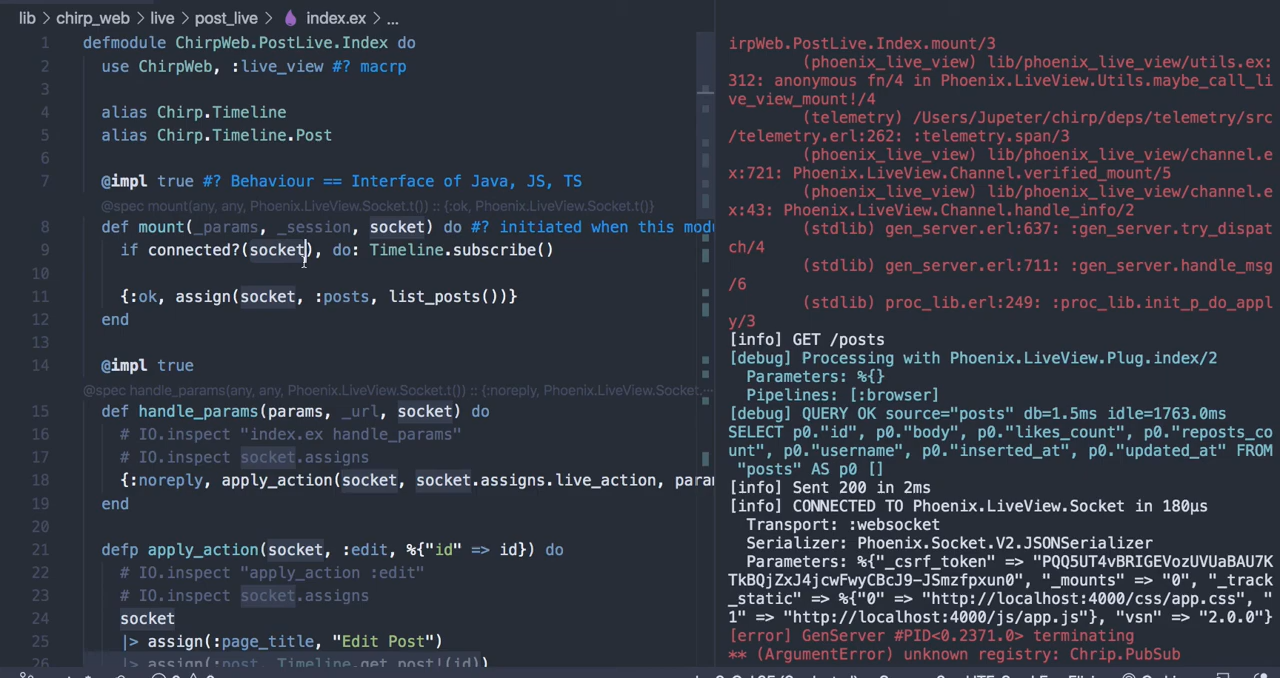 lib > chirp_web > live > post_live > index.ex > ...
1 defmodule ChirpWeb.PostLive.Index do
2 use ChirpWeb, :live_view #? macrp
3
4 alias Chirp.Timeline
5 alias Chirp.Timeline.Post
6
7 @impl true #? Behaviour == Interface of Java, JS, TS
@spec mount(any, any, Phoenix.LiveView.Socket.t()) :: {:ok, Phoenix.LiveView.Socket.t()}
8 def mount(_params, _session, socket) do #? initiated when this modu
9 if connected?(socket), do: Timeline.subscribe()
10
11 {:ok, assign(socket, :posts, list_posts())}
12 end
13
14 @impl true
@spec handle_params(any, any, Phoenix.LiveView.Socket.t()) :: {:noreply, Phoenix.LiveView.Socket...
15 def handle_params(params, _url, socket) do
16 # IO.inspect "index.ex handle_params"
17 # IO.inspect socket.assigns
18 {:noreply, apply_action(socket, socket.assigns.live_action, para
19 end
20
21 defp apply_action(socket, :edit, %{"id" => id}) do
22 # IO.inspect "apply_action :edit"
23 # IO.inspect socket.assigns
24 socket
25 |> assign(:page_title, "Edit Post")
26 |> assign(:post, Timeline.get_post!(id))
irpWeb.PostLive.Index.mount/3
(phoenix_live_view) lib/phoenix_live_view/utils.ex:
312: anonymous fn/4 in Phoenix.LiveView.Utils.maybe_call_li
ve_view_mount!/4
(telemetry) /Users/Jupeter/chirp/deps/telemetry/src
/telemetry.erl:262: :telemetry.span/3
(phoenix_live_view) lib/phoenix_live_view/channel.e
x:721: Phoenix.LiveView.Channel.verified_mount/5
(phoenix_live_view) lib/phoenix_live_view/channel.e
x:43: Phoenix.LiveView.Channel.handle_info/2
(stdlib) gen_server.erl:637: :gen_server.try_dispat
ch/4
(stdlib) gen_server.erl:711: :gen_server.handle_msg
/6
(stdlib) proc_lib.erl:249: :proc_lib.init_p_do_appl
y/3
[info] GET /posts
[debug] Processing with Phoenix.LiveView.Plug.index/2
Parameters: %{}
Pipelines: [:browser]
[debug] QUERY OK source="posts" db=1.5ms idle=1763.0ms
SELECT p0."id", p0."body", p0."likes_count", p0."reposts_co
unt", p0."username", p0."inserted_at", p0."updated_at" FROM
"posts" AS p0 []
[info] Sent 200 in 2ms
[info] CONNECTED TO Phoenix.LiveView.Socket in 180µs
Transport: :websocket
Serializer: Phoenix.Socket.V2.JSONSerializer
Parameters: %{"_csrf_token" => "PQQ5UT4vBRIGEVozUVUaBAU7K
TkBQjZxJ4jcwFwyCBcJ9-JSmzfpxun0", "_mounts" => "0", "_track
_static" => %{"0" => "http://localhost:4000/css/app.css", "
1" => "http://localhost:4000/js/app.js"}, "vsn" => "2.0.0"}
[error] GenServer #PID<0.2371.0> terminating
** (ArgumentError) unknown registry: Chrip.PubSub